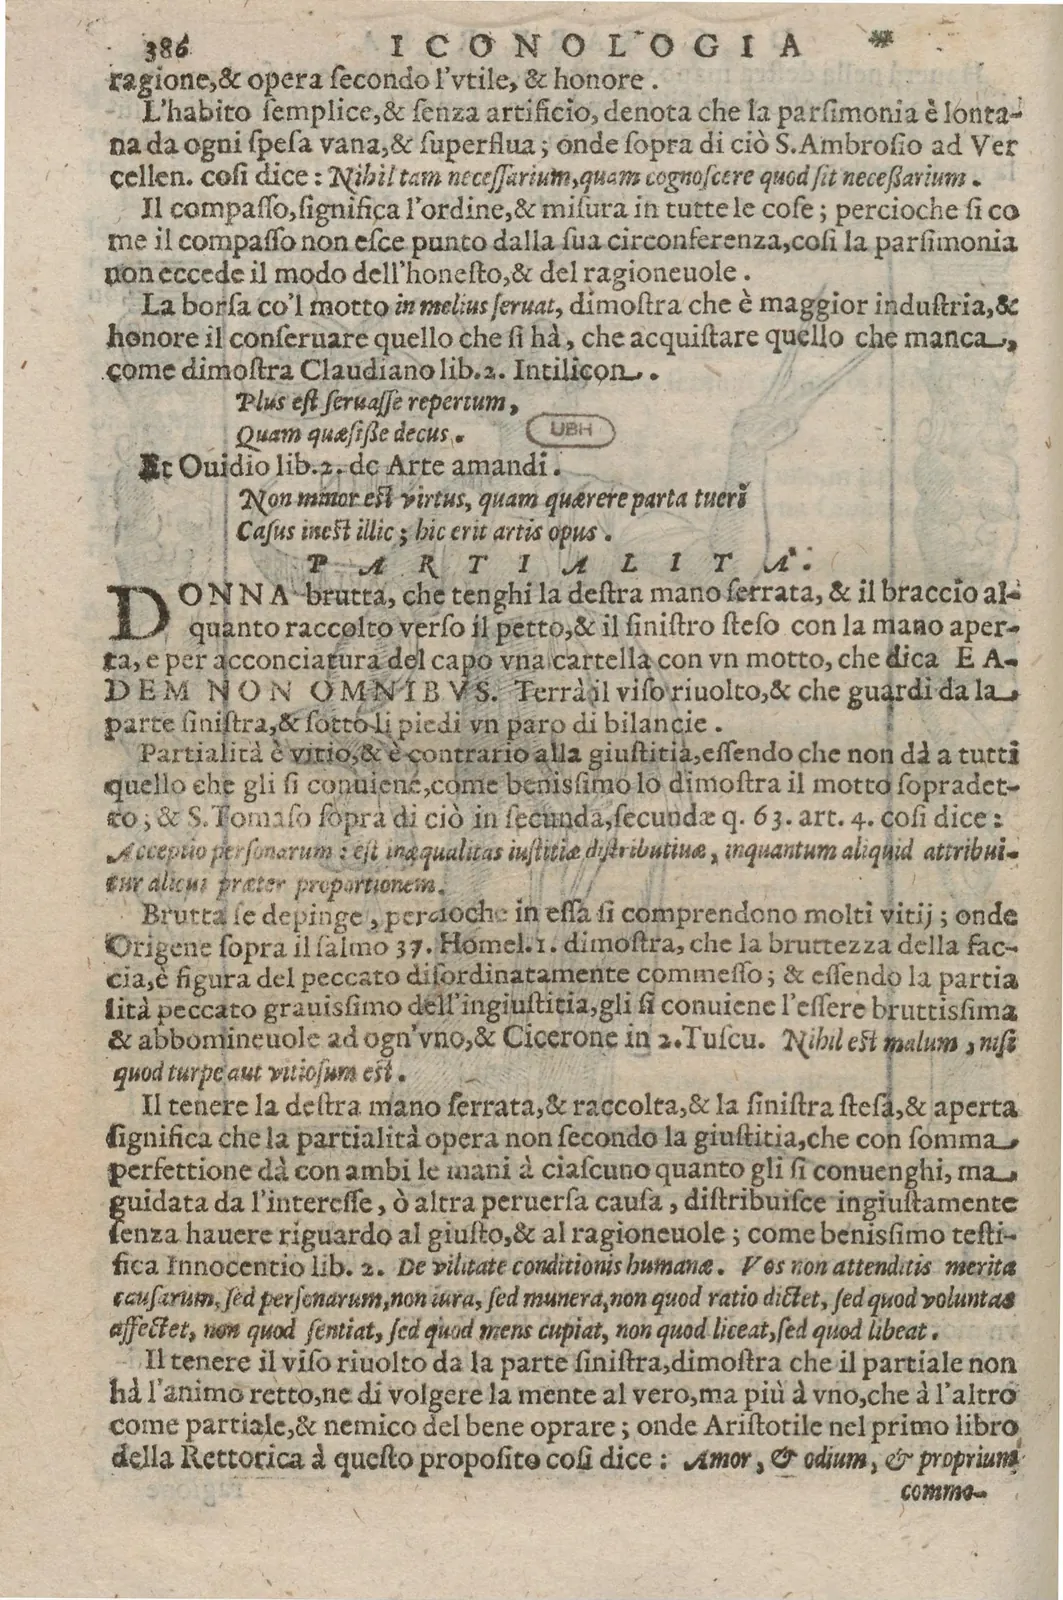 386 ICONOLOGIA
ragione,& opera ſecondo l'vtile, & honore.
L'habito ſemplice,& ſenza artificio, denota che la parſimonia è lonta-
na da ogni ſpeſa vana,& ſuperflua; onde ſopra di ciò S. Ambroſio ad Ver
cellen. coſi dice: Nihil tam neceſſarium,quam cognoſcere quod ſit neceßarium.
Il compaſſo,ſignifica l'ordine,& miſura in tutte le coſe; percioche ſi co
me il compaſſo non eſce punto dalla ſua circonferenza,coſi la parſimonia
non eccede il modo dell'honeſto,& del ragioneuole.
La borſa co'l motto in melius ſeruat, dimoſtra che è maggior induſtria,&
honore il conſeruare quello che ſi hà, che acquiſtare quello che manca,
come dimoſtra Claudiano lib. 2. Intilicon.
Plus eſt ſeruaſſe repertum,
Quam quæſiße decus.
UBH
Et Ouidio lib. 2. de Arte amandi.
Non minor eſt virtus, quam quærere parta tueri
Caſus ineſt illic; hic erit artis opus.
PARTIALITA'.
DONNA brutta, che tenghi la deſtra mano ſerrata, & il braccio al-
quanto raccolto verſo il petto,& il ſiniſtro ſteſo con la mano aper-
ta, e per acconciatura del capo vna cartella con vn motto, che dica EA-
DEM NON OMNIBVS. Terrà il viſo riuolto,& che guardi da la
parte ſiniſtra,& ſotto li piedi vn paro di bilancie.
Partialità è vitio,& è contrario alla giuſtitia,eſſendo che non dà a tutti
quello che gli ſi conuiene,come beniſsimo lo dimoſtra il motto ſopradet-
to; & S. Tomaſo ſopra di ciò in ſecunda,ſecundæ q. 63. art. 4. coſi dice:
Acceptio perſonarum: eſt inæqualitas iuſtitiæ diſtributiuæ, inquantum aliquid attribui-
tur alicui præter proportionem.
Brutta ſe depinge, percioche in eſſa ſi comprendono molti vitij; onde
Origene ſopra il ſalmo 37. Homel. 1. dimoſtra, che la bruttezza della fac-
cia,è figura del peccato diſordinatamente commeſſo; & eſſendo la partia
lità peccato grauiſsimo dell'ingiuſtitia,gli ſi conuiene l'eſſere bruttiſsima
& abbomineuole ad ogn'vno,& Cicerone in 2. Tuſcu. Nihil eſt malum, niſi
quod turpe aut vitioſum eſt.
Il tenere la deſtra mano ſerrata,& raccolta,& la ſiniſtra ſteſa,& aperta
ſignifica che la partialità opera non ſecondo la giuſtitia,che con ſomma
perfettione dà con ambi le mani à ciaſcuno quanto gli ſi conuenghi, ma
guidata da l'intereſſe, ò altra peruerſa cauſa, diſtribuiſce ingiuſtamente
ſenza hauere riguardo al giuſto,& al ragioneuole; come beniſsimo teſti-
fica Innocentio lib. 2. De vilitate conditionis humanæ. Vos non attenditis merita
cauſarum, ſed perſonarum,non iura, ſed munera,non quod ratio dictet, ſed quod voluntas
affectet, non quod ſentiat, ſed quod mens cupiat, non quod liceat,ſed quod libeat.
Il tenere il viſo riuolto da la parte ſiniſtra,dimoſtra che il partiale non
hà l'animo retto,ne di volgere la mente al vero,ma più à vno,che à l'altro
come partiale,& nemico del bene oprare; onde Ariſtotile nel primo libro
della Rettorica à queſto propoſito coſi dice: Amor, & odium, & proprium
commo-